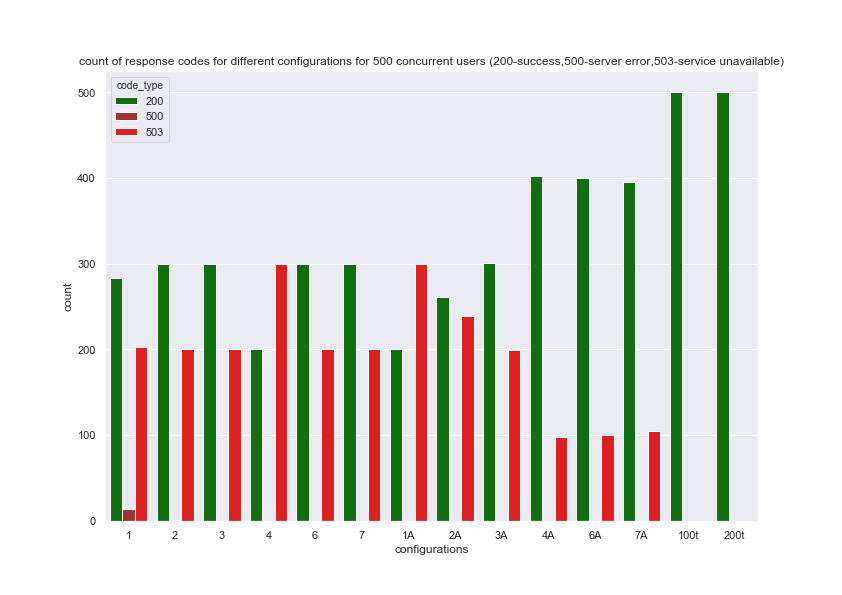 count of response codes for different configurations for 500 concurrent users (200-success,500-server error,503-service unavailable)
code_type
200
500
503
500
400
300
200
100
0
count
1 2 3 4 6 7 1A 2A 3A 4A 6A 7A 100t 200t
configurations